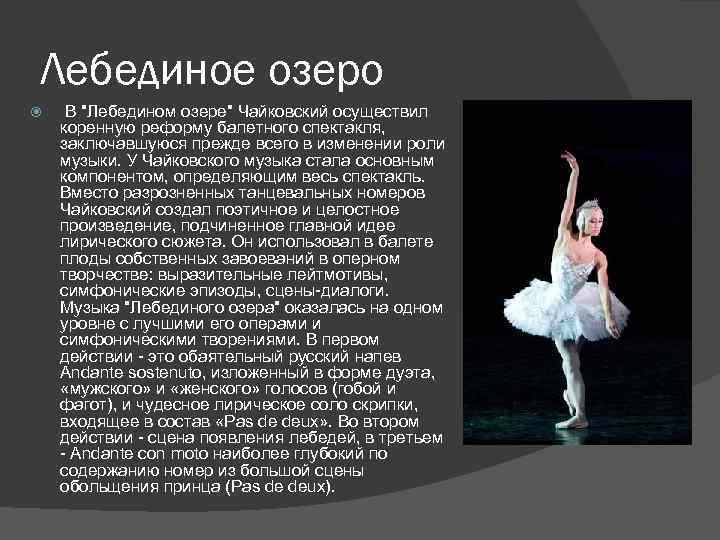 Лебединое озеро
В "Лебедином озере" Чайковский осуществил
коренную реформу балетного спектакля,
заключавшуюся прежде всего в изменении роли
музыки. У Чайковского музыка стала основным
компонентом, определяющим весь спектакль.
Вместо разрозненных танцевальных номеров
Чайковский создал поэтичное и целостное
произведение, подчиненное главной идее
лирического сюжета. Он использовал в балете
плоды собственных завоеваний в оперном
творчестве: выразительные лейтмотивы,
симфонические эпизоды, сцены-диалоги.
Музыка "Лебединого озера" оказалась на одном
уровне с лучшими его операми и
симфоническими творениями. В первом
действии - это обаятельный русский напев
Andante sostenuto, изложенный в форме дуэта,
«мужского» и «женского» голосов (гобой и
фагот), и чудесное лирическое соло скрипки,
входящее в состав «Pas de deux». Во втором
действии - сцена появления лебедей, в третьем
- Andante con moto наиболее глубокий по
содержанию номер из большой сцены
обольщения принца (Pas de deux).